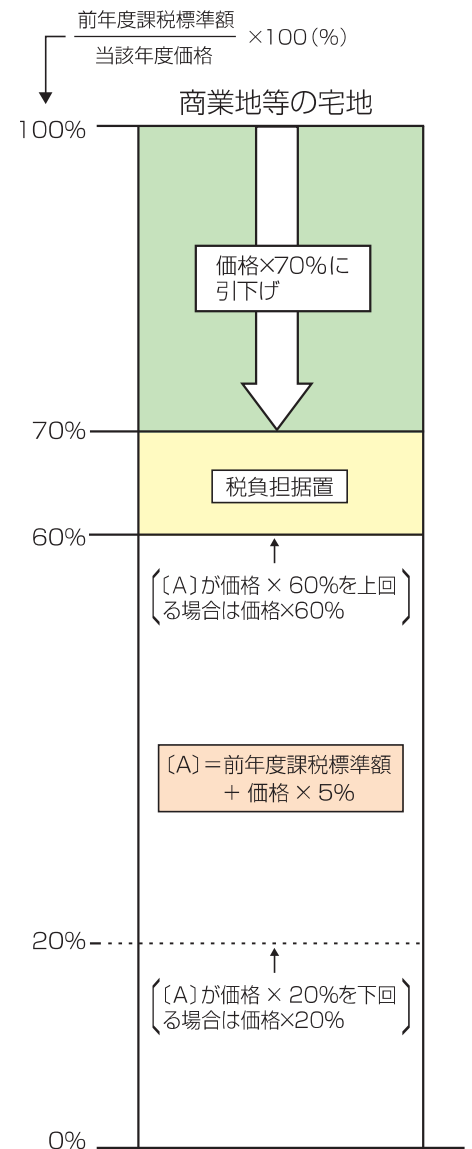 前年度課税標準額
当該年度価格
×100(%)
商業地等の宅地
100%
価格×70%に
引下げ
70%
税負担据置
60%
〔A〕が価格 × 60%を上回
る場合は価格×60%
〔A〕=前年度課税標準額
+ 価格 × 5%
20%
〔A〕が価格 × 20%を下回
る場合は価格×20%
0%